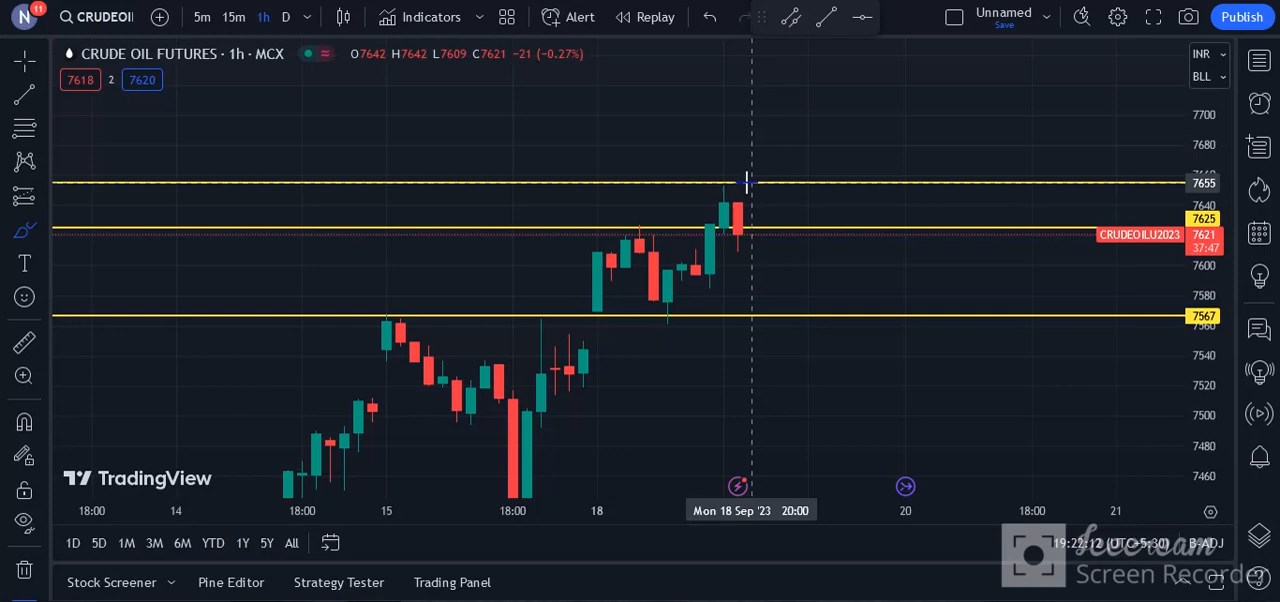 N 11 CRUDEOI 5m 15m 1h D Indicators Alert Replay Unnamed Save Publish
CRUDE OIL FUTURES · 1h · MCX O7642 H7642 L7609 C7621 −21 (−0.27%) INR
7618 2 7620 BLL
7700
7680
7660
7655
7640
7625
CRUDEOILU2023 7621
37:47
7600
7580
7567
7560
7540
7520
7500
7480
7460
TradingView
18:00 14 18:00 15 18:00 18 Mon 18 Sep '23 20:00 20 18:00 21
1D 5D 1M 3M 6M YTD 1Y 5Y All 19:22:12 (UTC+5:30) B-ADJ
Icecream
Screen Recorder
Stock Screener Pine Editor Strategy Tester Trading Panel